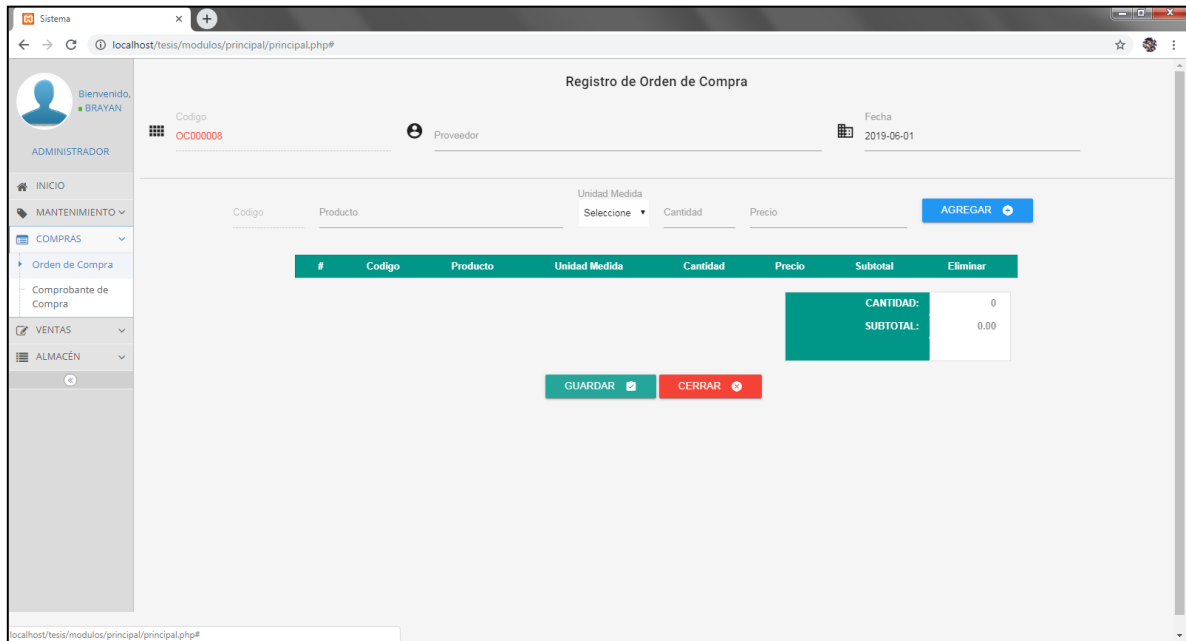 Sistema
localhost/tesis/modulos/principal/principal.php#
Bienvenido,
BRAYAN
ADMINISTRADOR
INICIO
MANTENIMIENTO
COMPRAS
Orden de Compra
Comprobante de
Compra
VENTAS
ALMACÉN
Registro de Orden de Compra
Codigo
OC000008
Proveedor
Fecha
2019-06-01
Codigo
Producto
Unidad Medida
Seleccione
Cantidad
Precio
AGREGAR
# Codigo Producto Unidad Medida Cantidad Precio Subtotal Eliminar
CANTIDAD: 0
SUBTOTAL: 0.00
GUARDAR
CERRAR
localhost/tesis/modulos/principal/principal.php#